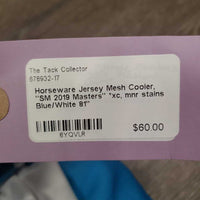 The Tack Collector
678932-17
Horseware Jersey Mesh Cooler,
"SM 2019 Masters" *xc, mnr stains
Blue/White 81"
$60.00
6YQVLR